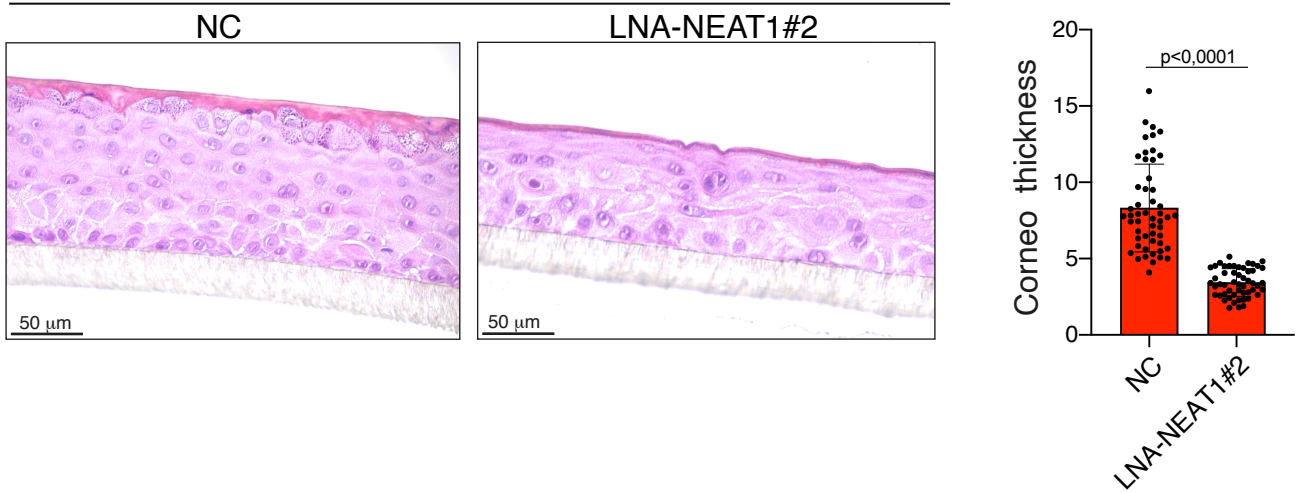 NC
LNA-NEAT1#2
50 μm
50 μm
Corneo thickness
20
15
10
5
0
p<0,0001
NC
LNA-NEAT1#2